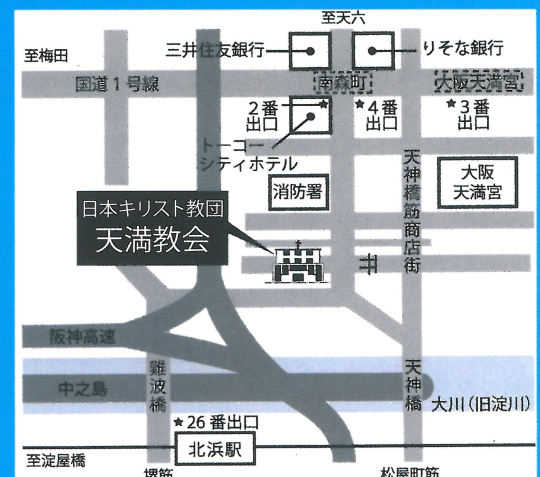 至天六
三井住友銀行
りそな銀行
至梅田
国道1号線
南森町
大阪天満宮
2番
出口
4番
出口
3番
出口
トーコー
シティホテル
天神橋筋商店街
大阪
天満宮
消防署
日本キリスト教団
天満教会
阪神高速
難波橋
天神橋
中之島
大川(旧淀川)
26番出口
北浜駅
至淀屋橋
堺筋
松屋町筋